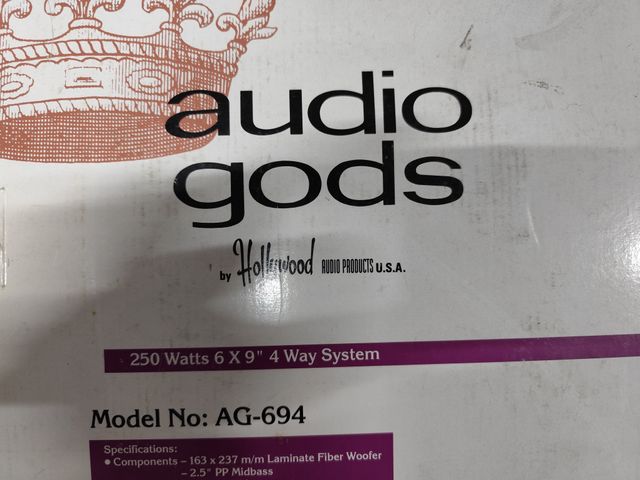 audio
gods
by Hollywood AUDIO PRODUCTS U.S.A.
250 Watts 6 X 9" 4 Way System
Model No: AG-694
Specifications:
● Components – 163 x 237 m/m Laminate Fiber Woofer
– 2.5" PP Midbass